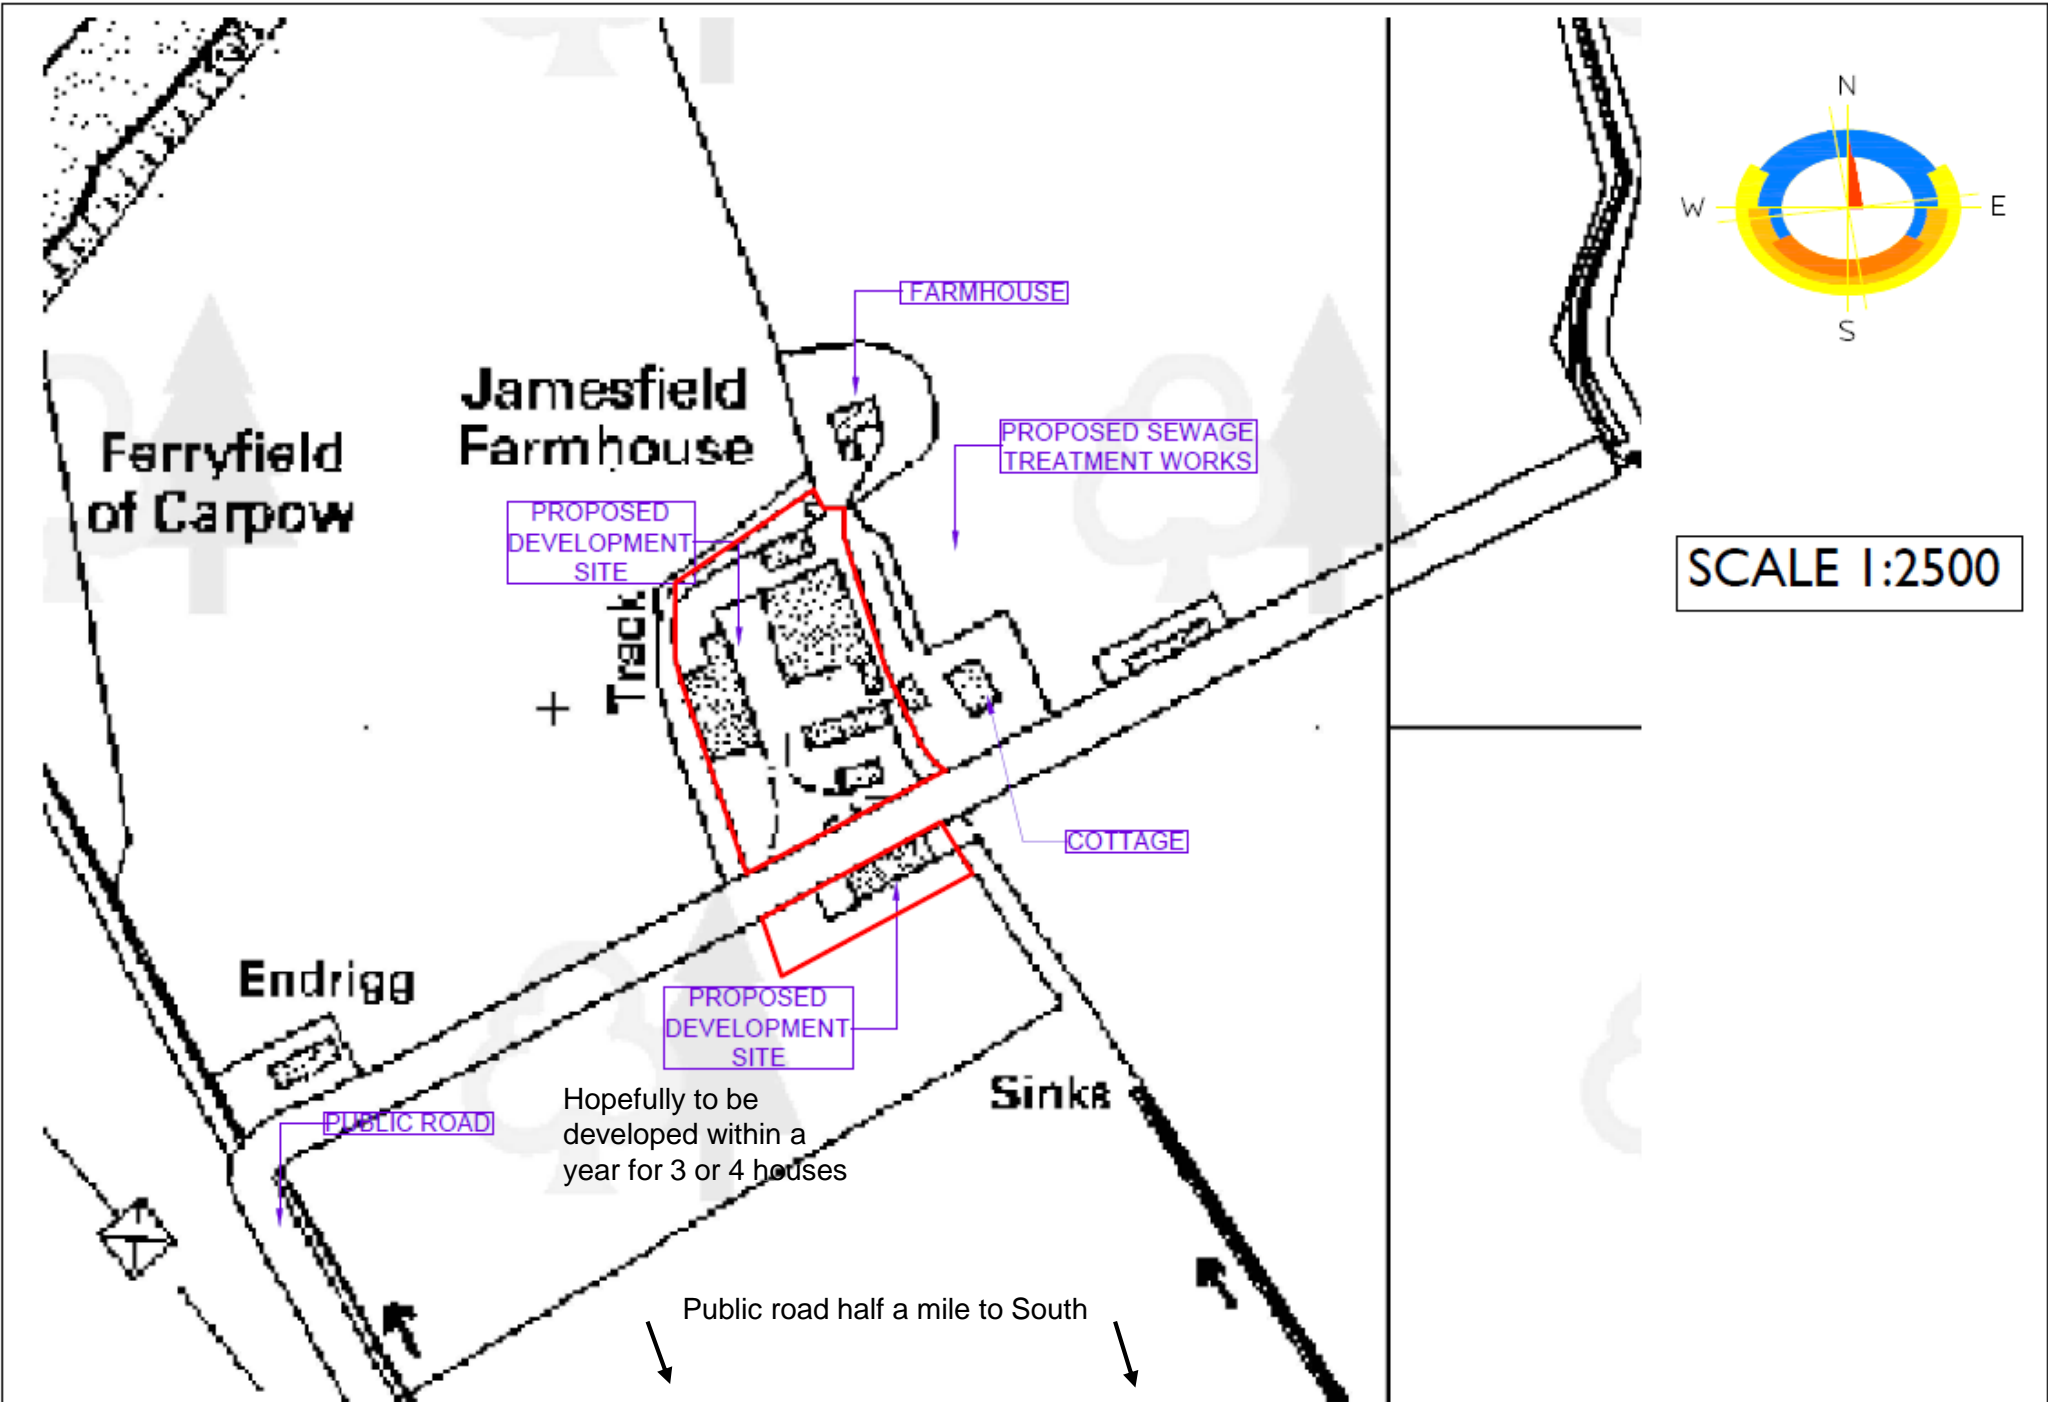 N
W
E
S
FARMHOUSE
Jamesfield
Farmhouse
Ferryfield
of Carpow
PROPOSED SEWAGE
TREATMENT WORKS
PROPOSED
DEVELOPMENT
SITE
SCALE 1:2500
Track
COTTAGE
Endrigg
PROPOSED
DEVELOPMENT
SITE
Sinks
PUBLIC ROAD
Hopefully to be
developed within a
year for 3 or 4 houses
Public road half a mile to South